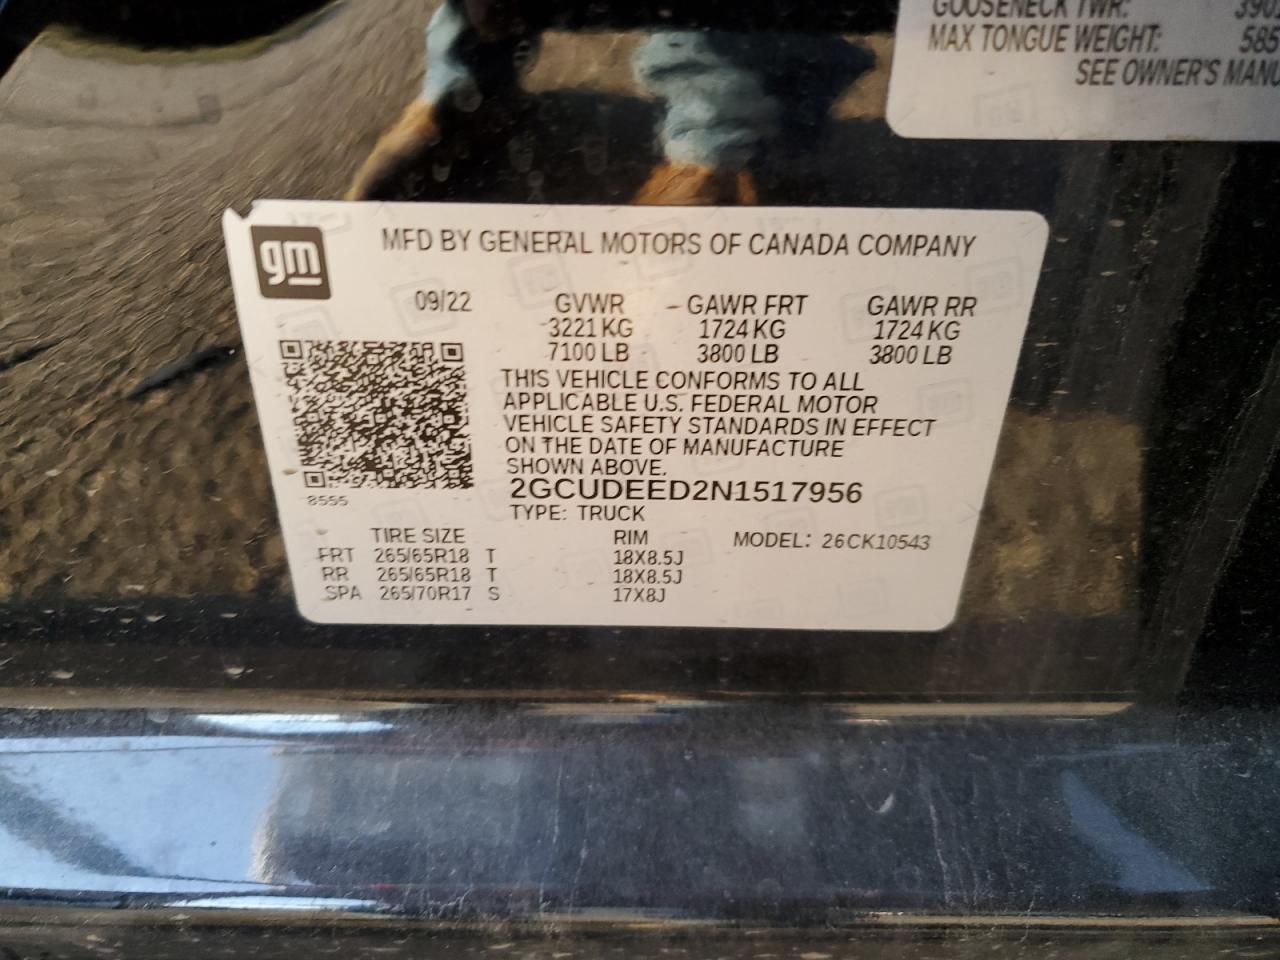 GOOSENECK TWR:
MAX TONGUE WEIGHT: 585
SEE OWNER'S MANU
gm
MFD BY GENERAL MOTORS OF CANADA COMPANY
09/22 GVWR GAWR FRT GAWR RR
3221 KG 1724 KG 1724 KG
7100 LB 3800 LB 3800 LB
THIS VEHICLE CONFORMS TO ALL
APPLICABLE U.S. FEDERAL MOTOR
VEHICLE SAFETY STANDARDS IN EFFECT
ON THE DATE OF MANUFACTURE
SHOWN ABOVE.
2GCUDEED2N1517956
8555
TYPE: TRUCK
TIRE SIZE RIM MODEL: 26CK10543
FRT 265/65R18 T 18X8.5J
RR 265/65R18 T 18X8.5J
SPA 265/70R17 S 17X8J